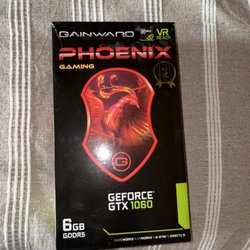 GAINWARD
VR
READY
PHOENIX
GAMING
G
GEFORCE
GTX 1060
6GB
GDDR5